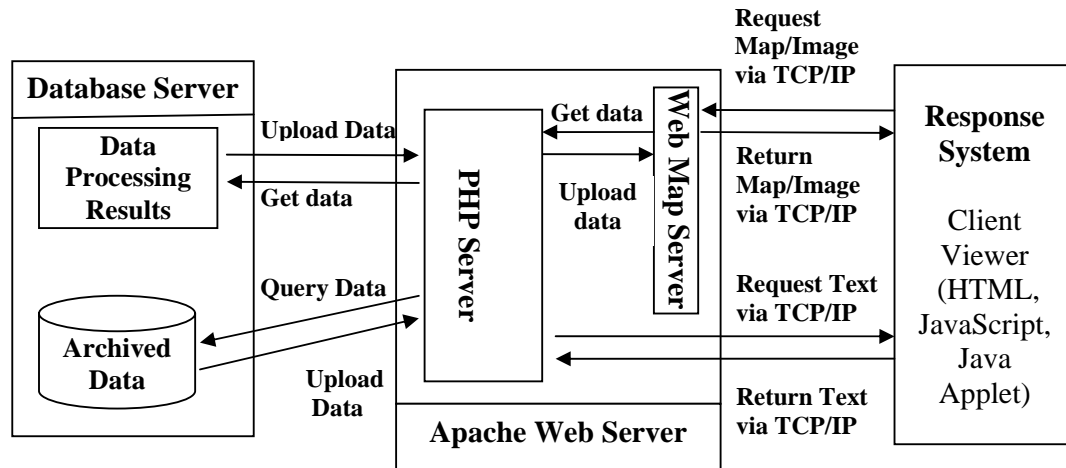 Database Server
Data
Processing
Results
Archived
Data
Upload Data
Get data
Query Data
Upload
Data
PHP Server
Get data
Upload
data
Web Map Server
Apache Web Server
Request
Map/Image
via TCP/IP
Return
Map/Image
via TCP/IP
Request Text
via TCP/IP
Return Text
via TCP/IP
Response
System
Client
Viewer
(HTML,
JavaScript,
Java
Applet)